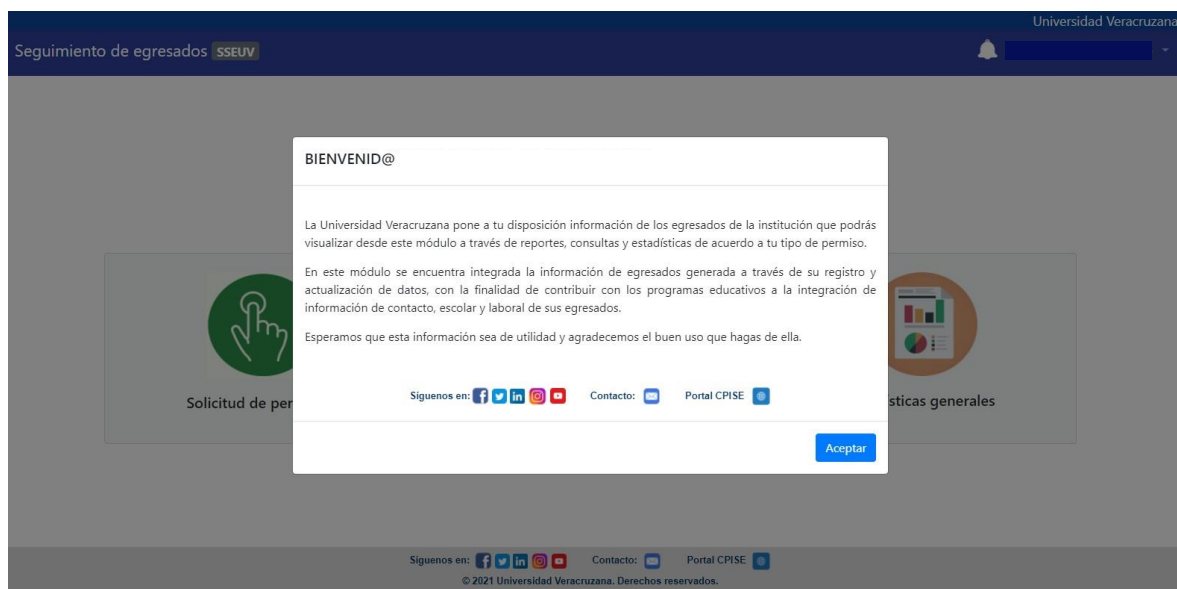 Universidad Veracruzana
Seguimiento de egresados SSEUV
BIENVENID@
La Universidad Veracruzana pone a tu disposición información de los egresados de la institución que podrás
visualizar desde este módulo a través de reportes, consultas y estadísticas de acuerdo a tu tipo de permiso.
En este módulo se encuentra integrada la información de egresados generada a través de su registro y
actualización de datos, con la finalidad de contribuir con los programas educativos a la integración de
información de contacto, escolar y laboral de sus egresados.
Esperamos que esta información sea de utilidad y agradecemos el buen uso que hagas de ella.
Síguenos en: Contacto: Portal CPISE
Aceptar
Solicitud de per
sticas generales
Síguenos en: Contacto: Portal CPISE
© 2021 Universidad Veracruzana. Derechos reservados.